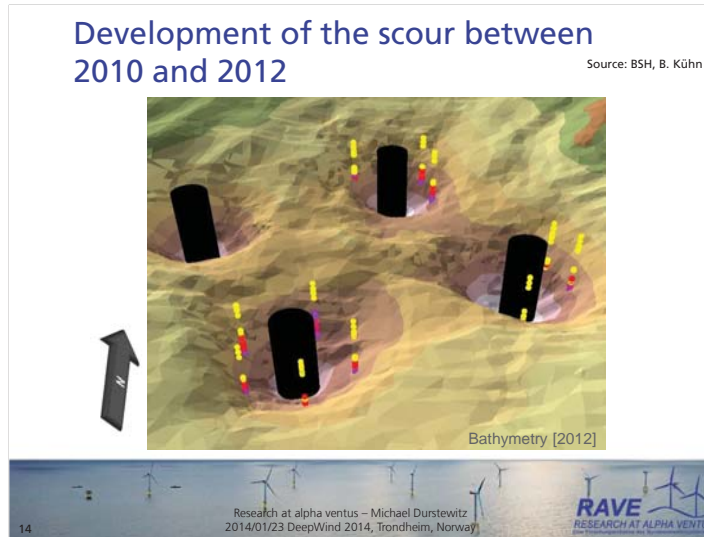 Development of the scour between
2010 and 2012
Source: BSH, B. Kühn
N
Bathymetry [2012]
14
Research at alpha ventus – Michael Durstewitz
2014/01/23 DeepWind 2014, Trondheim, Norway
RAVE
RESEARCH AT ALPHA VENT